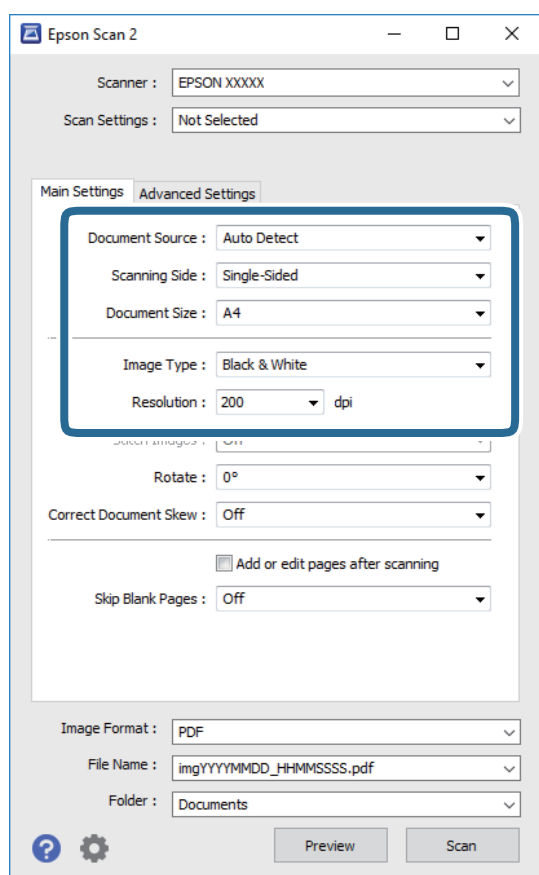 Epson Scan 2
Scanner : EPSON XXXXX
Scan Settings : Not Selected
Main Settings Advanced Settings
Document Source : Auto Detect
Scanning Side : Single-Sided
Document Size : A4
Image Type : Black & White
Resolution : 200 dpi
Stitch Images : Off
Rotate : 0°
Correct Document Skew : Off
Add or edit pages after scanning
Skip Blank Pages : Off
Image Format : PDF
File Name : imgYYYYMMDD_HHMMSSSS.pdf
Folder : Documents
? Preview Scan